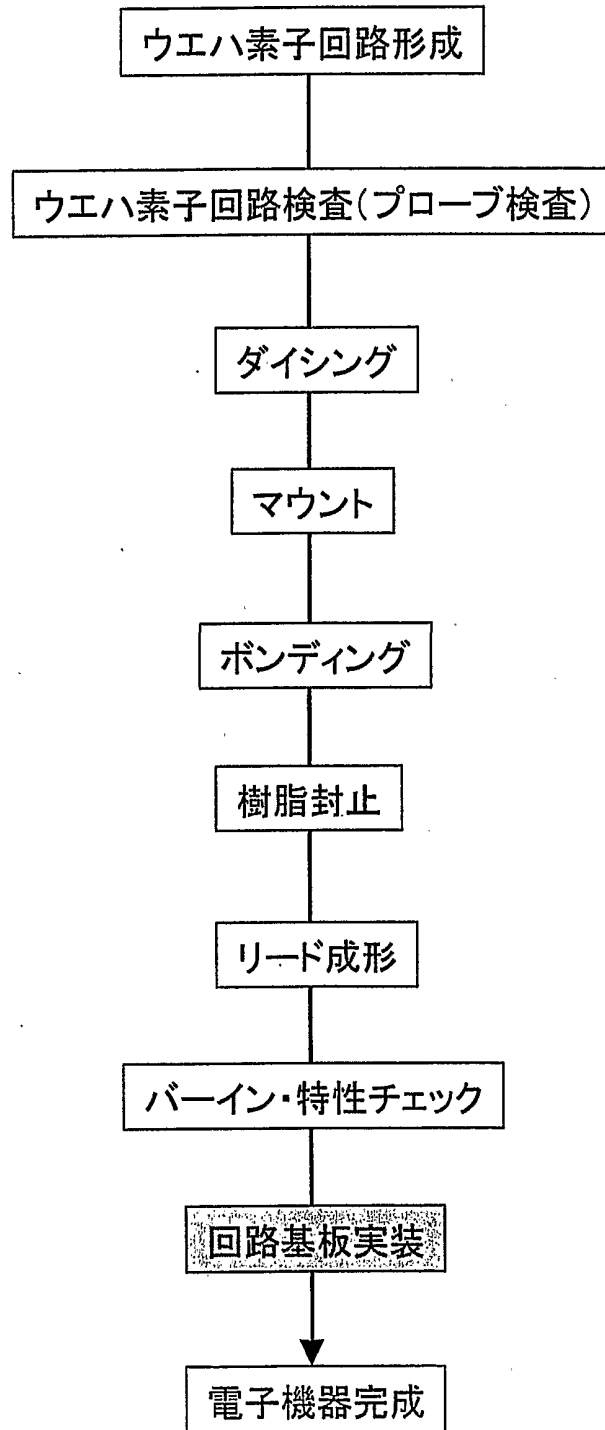 ウエハ素子回路形成
ウエハ素子回路検査(プローブ検査)
ダイシング
マウント
ボンディング
樹脂封止
リード成形
バーイン・特性チェック
回路基板実装
電子機器完成